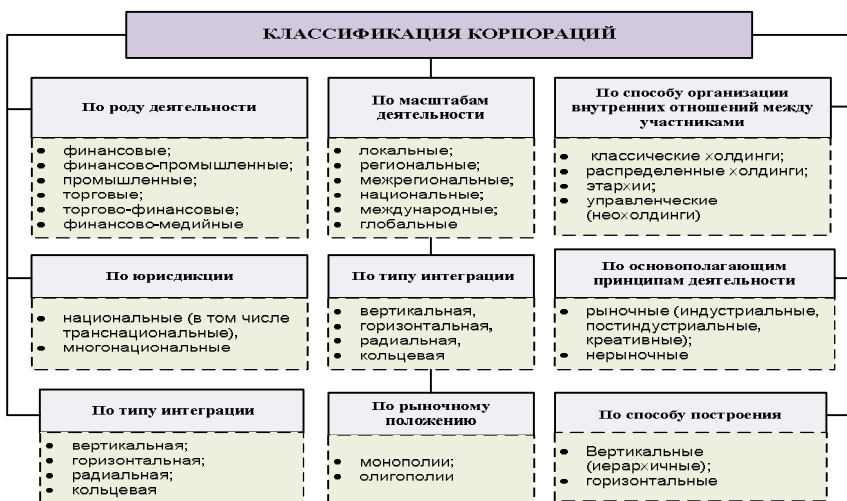 КЛАССИФИКАЦИЯ КОРПОРАЦИЙ
По роду деятельности
• финансовые;
• финансово-промышленные;
• промышленные;
• торговые;
• торгово-финансовые;
• финансово-медийные
По масштабам
деятельности
• локальные;
• региональные;
• межрегиональные;
• национальные;
• международные;
• глобальные
По способу организации
внутренних отношений между
участниками
• классические холдинги;
• распределенные холдинги;
• этархии;
• управленческие
(неохолдинги)
По юрисдикции
• национальные (в том числе
транснациональные),
• многонациональные
По типу интеграции
• вертикальная,
• горизонтальная,
• радиальная,
• кольцевая
По основополагающим
принципам деятельности
• рыночные (индустриальные,
постиндустриальные,
креативные);
• нерыночные
По типу интеграции
• вертикальная;
• горизонтальная;
• радиальная;
• кольцевая
По рыночному
положению
• монополии;
• олигополии
По способу построения
• Вертикальные
(иерархичные);
• горизонтальные